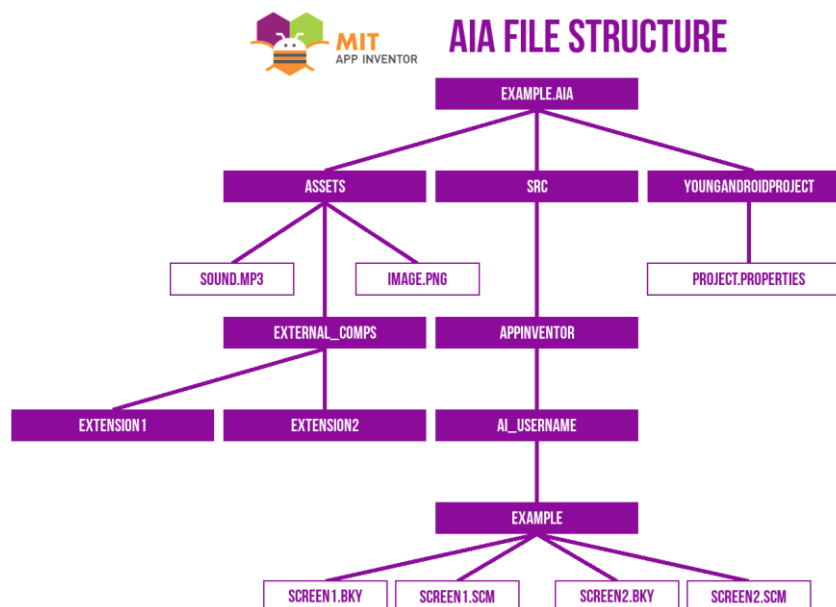 MIT
APP INVENTOR
AIA FILE STRUCTURE
EXAMPLE.AIA
ASSETS
SRC
YOUNGANDROIDPROJECT
SOUND.MP3
IMAGE.PNG
PROJECT.PROPERTIES
EXTERNAL_COMPS
APPINVENTOR
EXTENSION1
EXTENSION2
AI_USERNAME
EXAMPLE
SCREEN1.BKY
SCREEN1.SCM
SCREEN2.BKY
SCREEN2.SCM